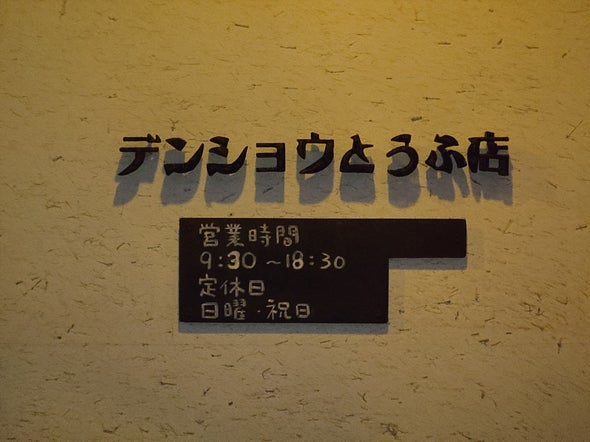 デンショウとうふ店
営業時間
9:30～18:30
定休日
日曜・祝日